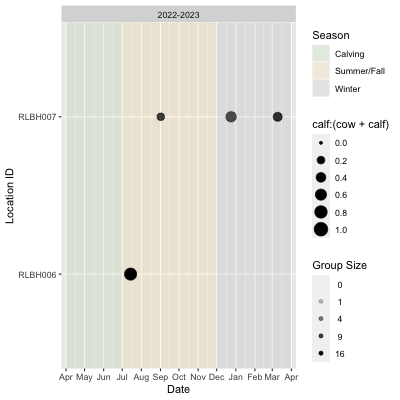 2022-2023
RLBH007
RLBH006
Location ID
Apr May Jun Jul Aug Sep Oct Nov Dec Jan Feb Mar Apr
Date
Season
Calving
Summer/Fall
Winter
calf:(cow + calf)
0.0
0.2
0.4
0.6
0.8
1.0
Group Size
0
1
4
9
16